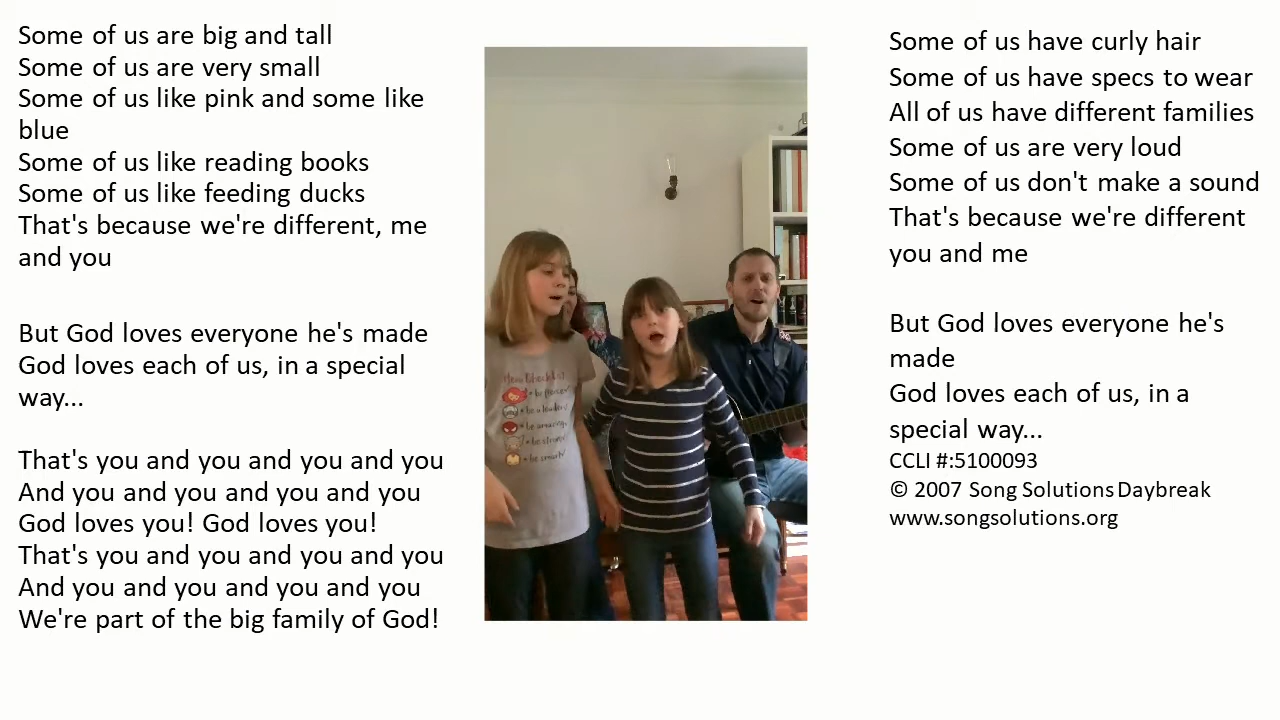 Some of us are big and tall
Some of us are very small
Some of us like pink and some like
blue
Some of us like reading books
Some of us like feeding ducks
That's because we're different, me
and you
But God loves everyone he's made
God loves each of us, in a special
way...
That's you and you and you and you
And you and you and you and you
God loves you! God loves you!
That's you and you and you and you
And you and you and you and you
We're part of the big family of God!
= be a leader!
= be amazing!
= be strong!
= be smart!
Some of us have curly hair
Some of us have specs to wear
All of us have different families
Some of us are very loud
Some of us don't make a sound
That's because we're different
you and me
But God loves everyone he's
made
God loves each of us, in a
special way...
CCLI #:5100093
© 2007 Song Solutions Daybreak
www.songsolutions.org